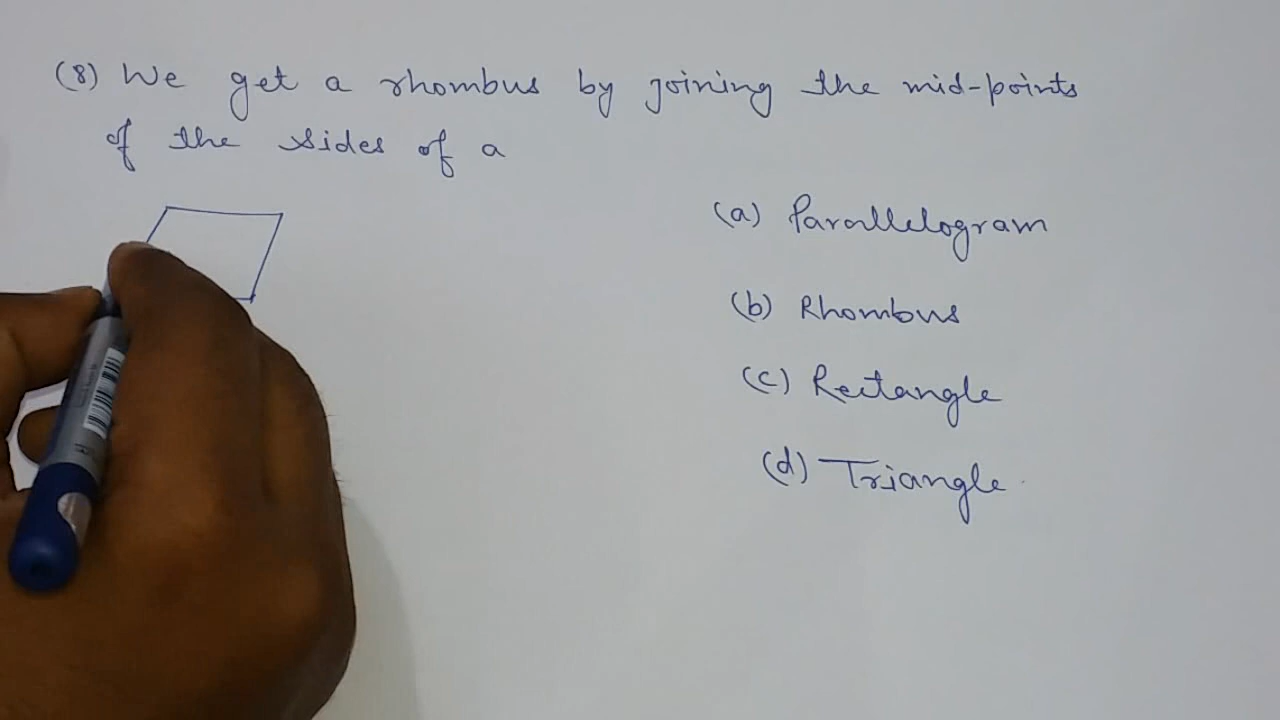 (8) We get a rhombus by joining the mid-points
of the sides of a
(a) Parallelogram
(b) Rhombus
(c) Rectangle
(d) Triangle